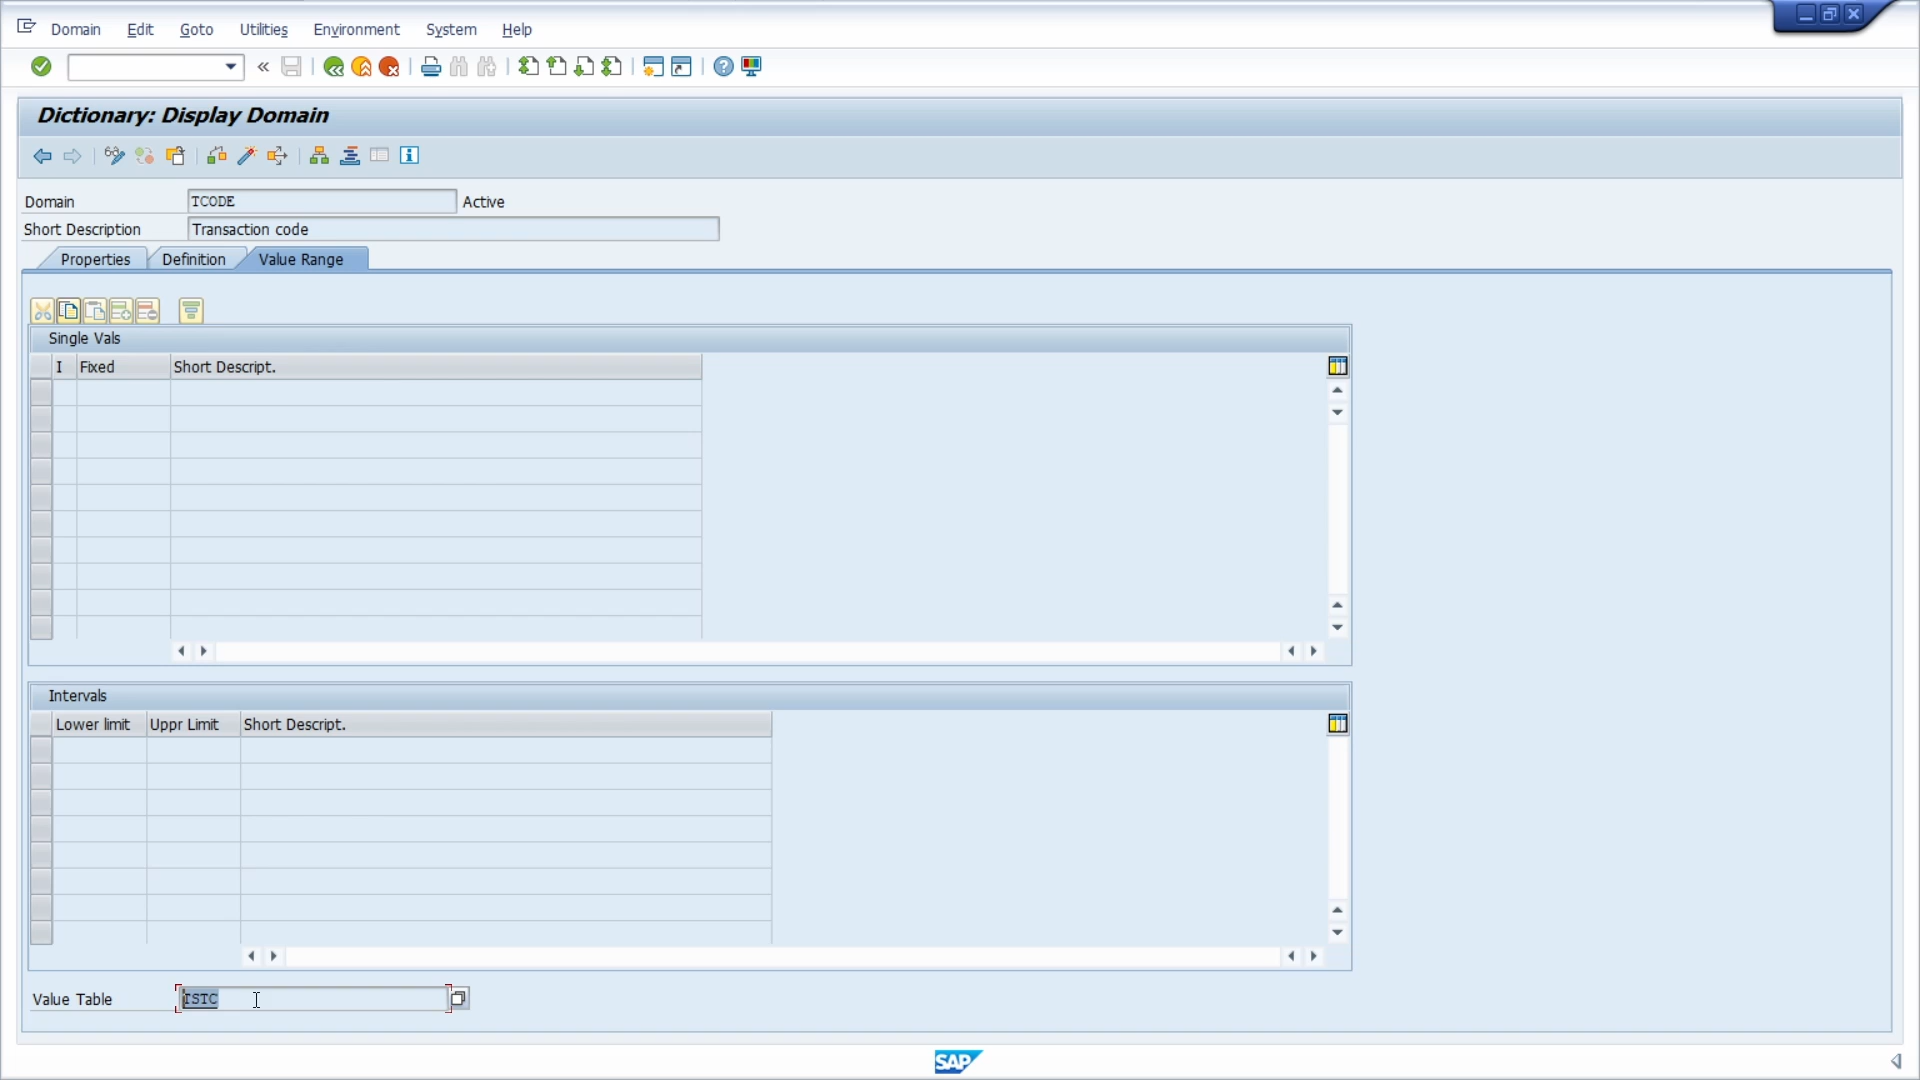 Domain Edit Goto Utilities Environment System Help
Dictionary: Display Domain
Domain TCODE Active
Short Description Transaction code
Properties Definition Value Range
Single Vals
I Fixed Short Descript.
Intervals
Lower limit Uppr Limit Short Descript.
Value Table TSTC
SAP